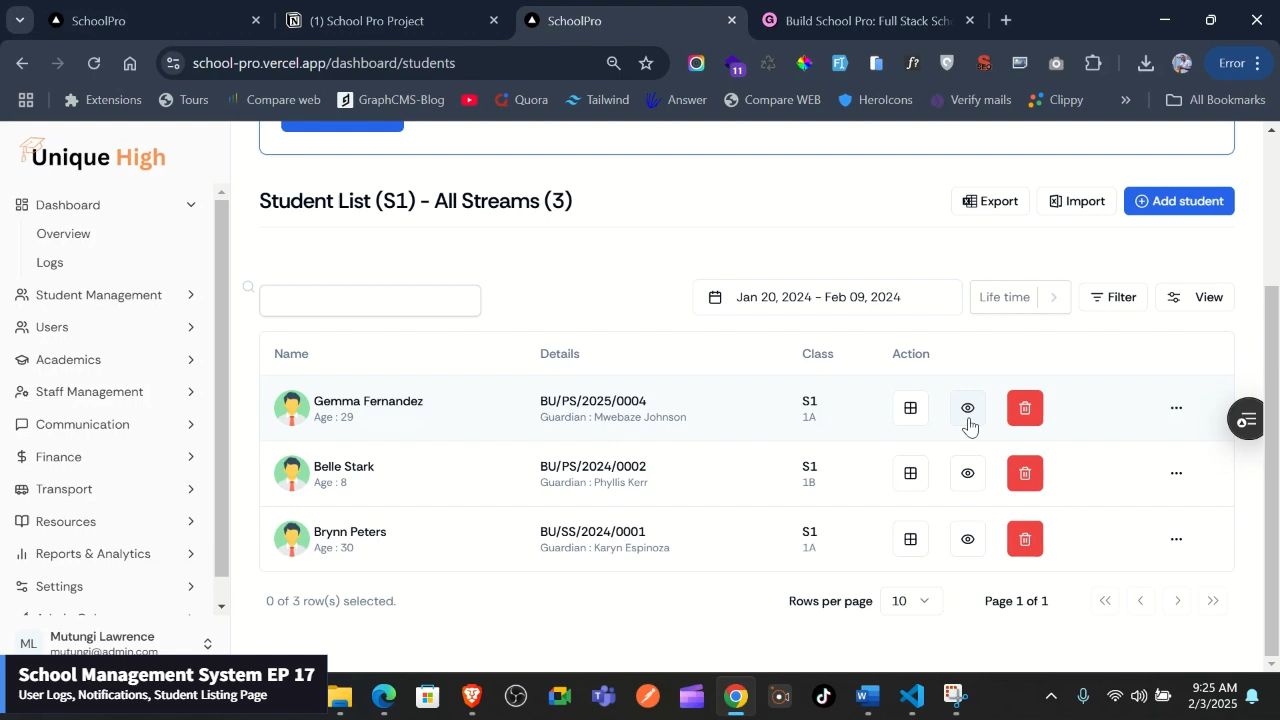 SchoolPro
(1) School Pro Project
SchoolPro
Build School Pro: Full Stack Sch
school-pro.vercel.app/dashboard/students
11
Error
Extensions
Tours
Compare web
GraphCMS-Blog
Quora
Tailwind
Answer
Compare WEB
HeroIcons
Verify mails
Clippy
All Bookmarks
Unique High
Dashboard
Overview
Logs
Student Management
Users
Academics
Staff Management
Communication
Finance
Transport
Resources
Reports & Analytics
Settings
ML
Mutungi Lawrence
mutungi@admin.com
Student List (S1) - All Streams (3)
Export
Import
Add student
Jan 20, 2024 - Feb 09, 2024
Life time
Filter
View
Name Details Class Action
Gemma Fernandez BU/PS/2025/0004 S1
Age : 29 Guardian : Mwebaze Johnson 1A
Belle Stark BU/PS/2024/0002 S1
Age : 8 Guardian : Phyllis Kerr 1B
Brynn Peters BU/SS/2024/0001 S1
Age : 30 Guardian : Karyn Espinoza 1A
0 of 3 row(s) selected.
Rows per page 10
Page 1 of 1
School Management System EP 17
User Logs, Notifications, Student Listing Page
9:25 AM
2/3/2025